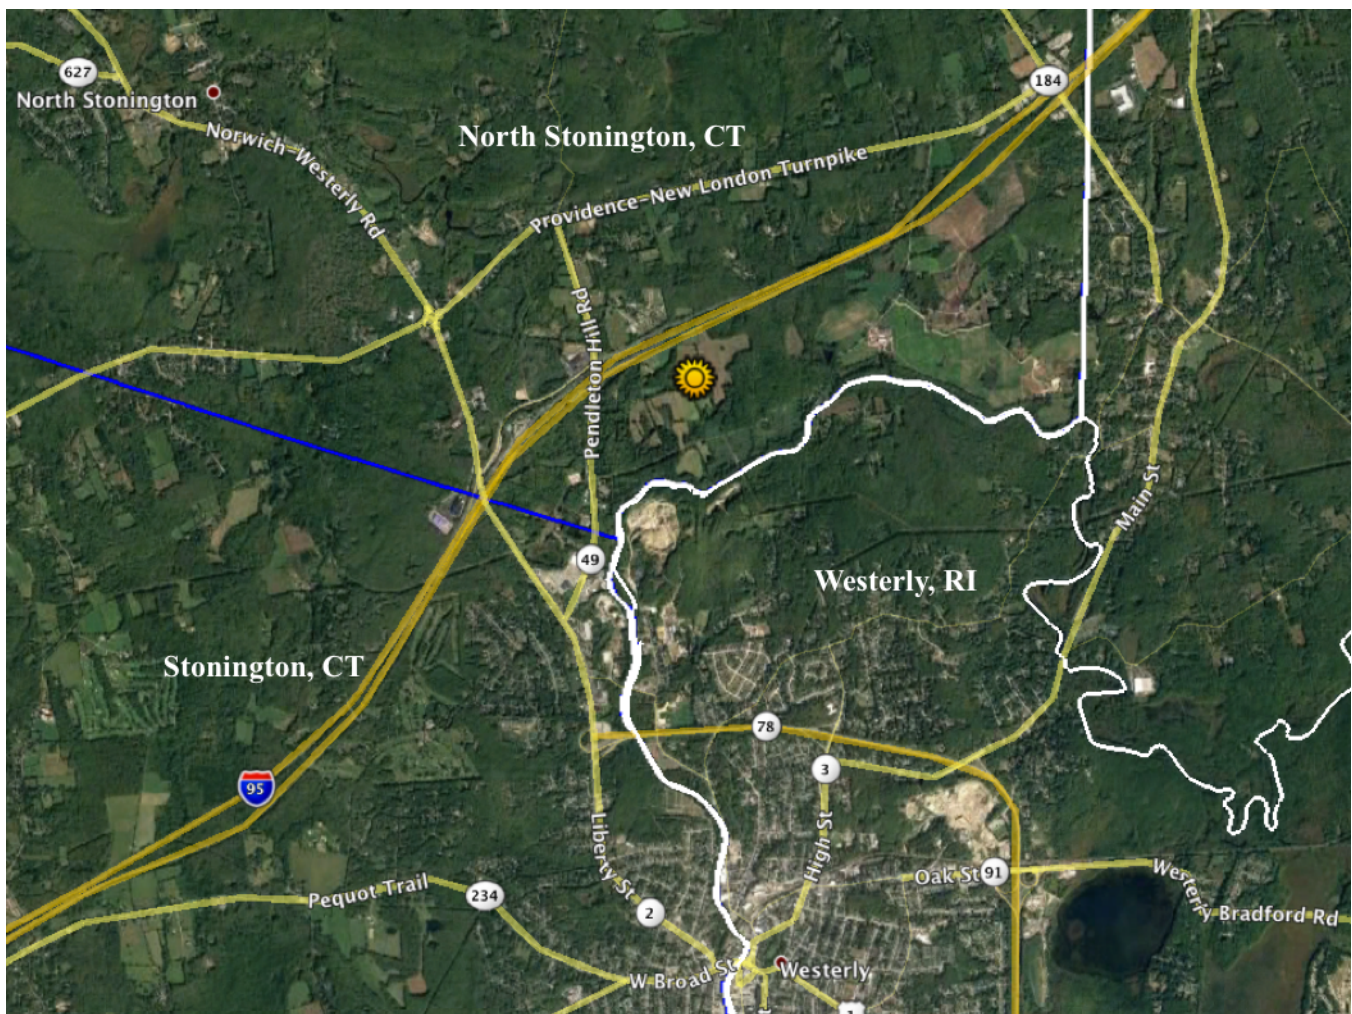 627
North Stonington
Norwich-Westerly Rd
North Stonington, CT
184
Providence-New London Turnpike
Pendleton Hill Rd
49
Main St
Westerly, RI
Stonington, CT
78
3
95
Liberty St
High St
Oak St
91
Westerly Bradford Rd
Pequot Trail
234
2
W Broad St
Westerly
1